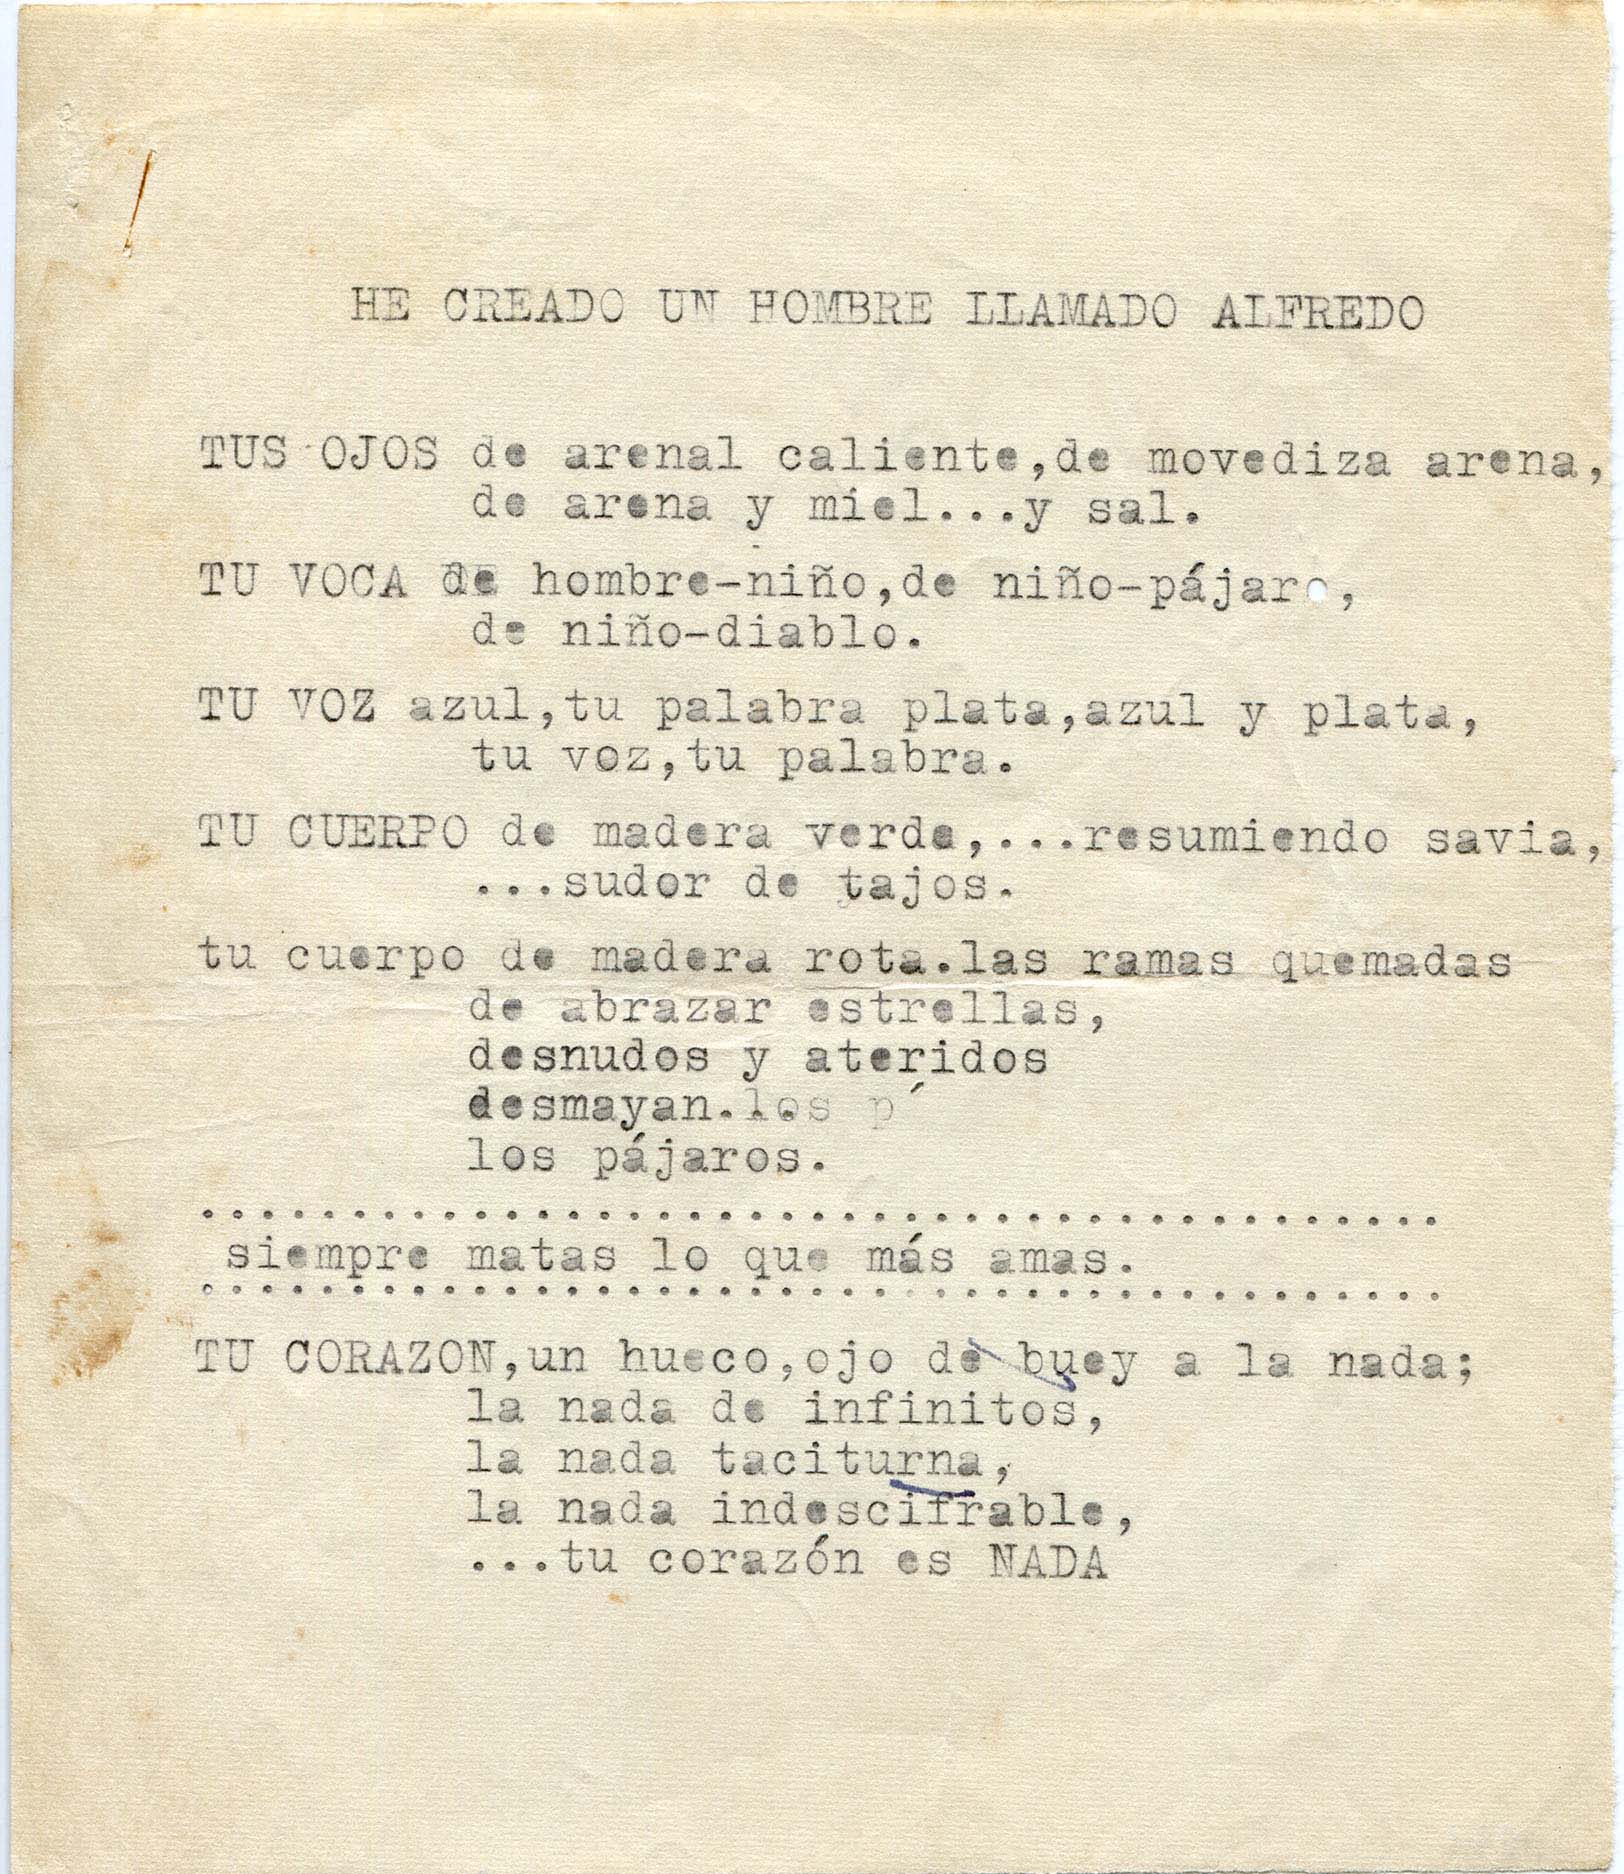 HE CREADO UN HOMBRE LLAMADO ALFREDO
TUS OJOS de arenal caliente,de movediza arena,
de arena y miel...y sal.
TU VOCA de hombre-niño,de niño-pájaro,
de niño-diablo.
TU VOZ azul,tu palabra plata,azul y plata,
tu voz,tu palabra.
TU CUERPO de madera verde,...resumiendo savia,
...sudor de tajos.
tu cuerpo de madera rota.las ramas quemadas
de abrazar estrellas,
desnudos y ateridos
desmayan...los p
los pájaros.
.........................................
siempre matas lo que más amas.
.........................................
TU CORAZON,un hueco,ojo de buey a la nada;
la nada de infinitos,
la nada taciturna,
la nada indescifrable,
...tu corazón es NADA